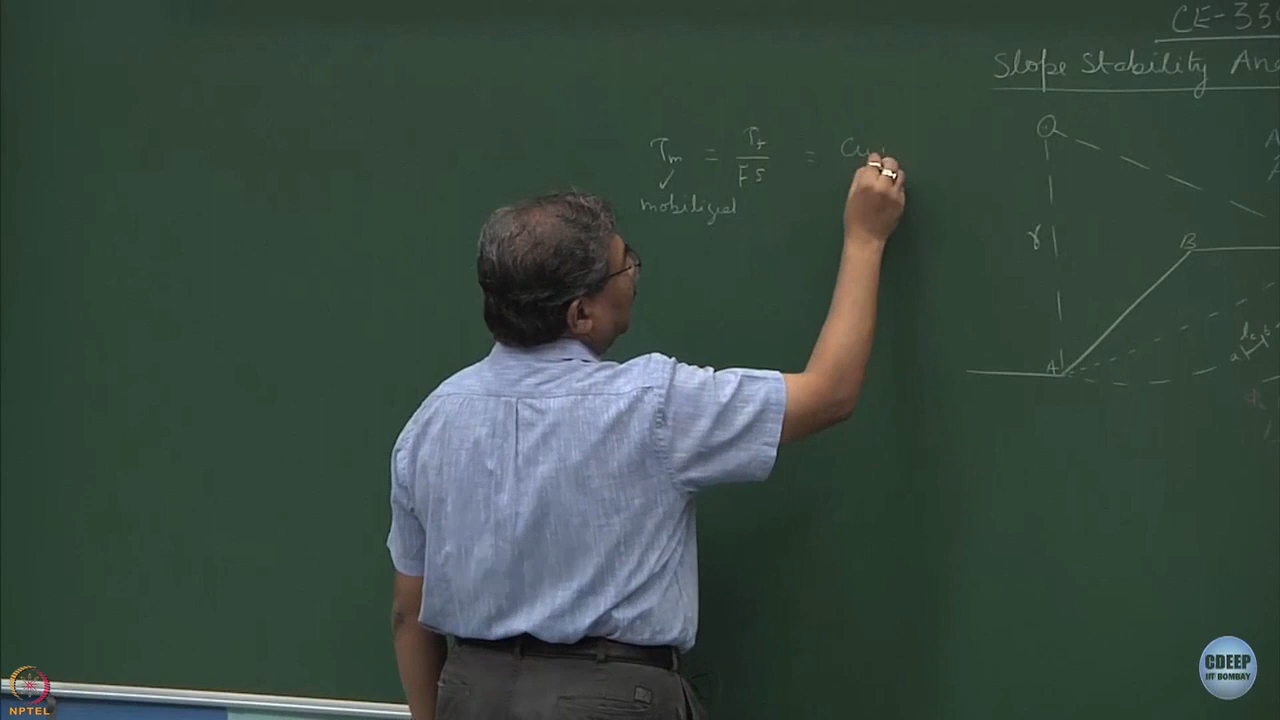 CE-33
Slope Stability An
τm = τf / FS = Cu
mobilized
O
r
B
A
a
NPTEL
CDEEP
IIT BOMBAY